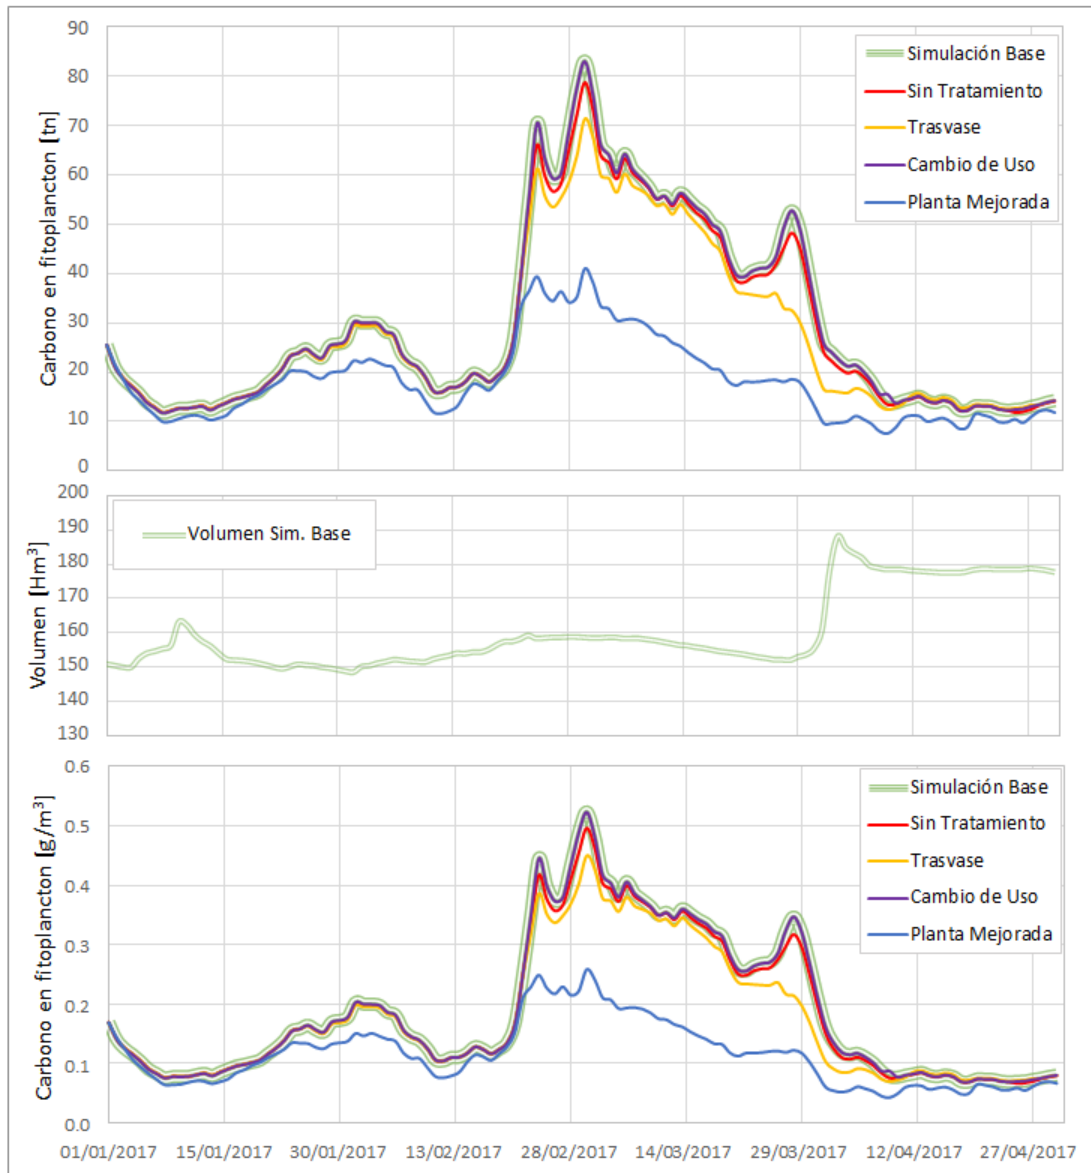 Carbono en fitoplancton [tn]
90
80
70
60
50
40
30
20
10
0
Simulación Base
Sin Tratamiento
Trasvase
Cambio de Uso
Planta Mejorada
Volumen [Hm³]
200
190
180
170
160
150
140
130
Volumen Sim. Base
Carbono en fitoplancton [g/m³]
0.6
0.5
0.4
0.3
0.2
0.1
0.0
Simulación Base
Sin Tratamiento
Trasvase
Cambio de Uso
Planta Mejorada
01/01/2017 15/01/2017 30/01/2017 13/02/2017 28/02/2017 14/03/2017 29/03/2017 12/04/2017 27/04/2017